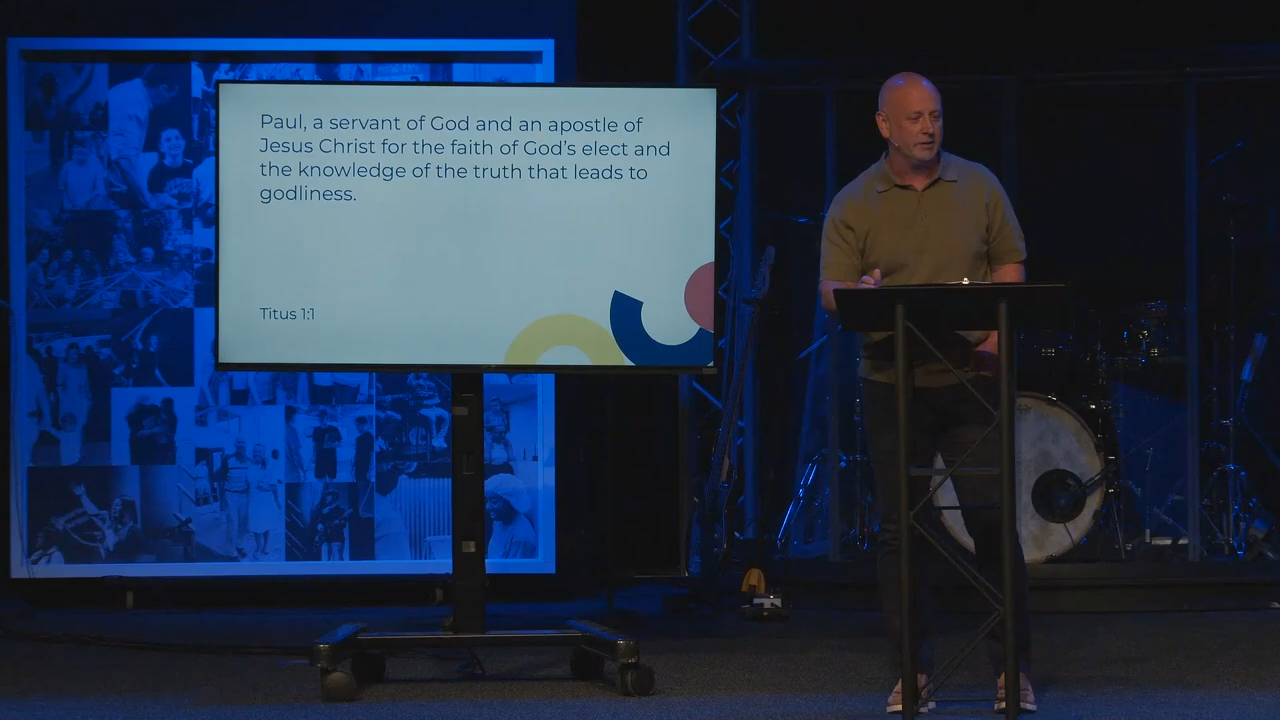 Paul, a servant of God and an apostle of
Jesus Christ for the faith of God’s elect and
the knowledge of the truth that leads to
godliness.
Titus 1:1